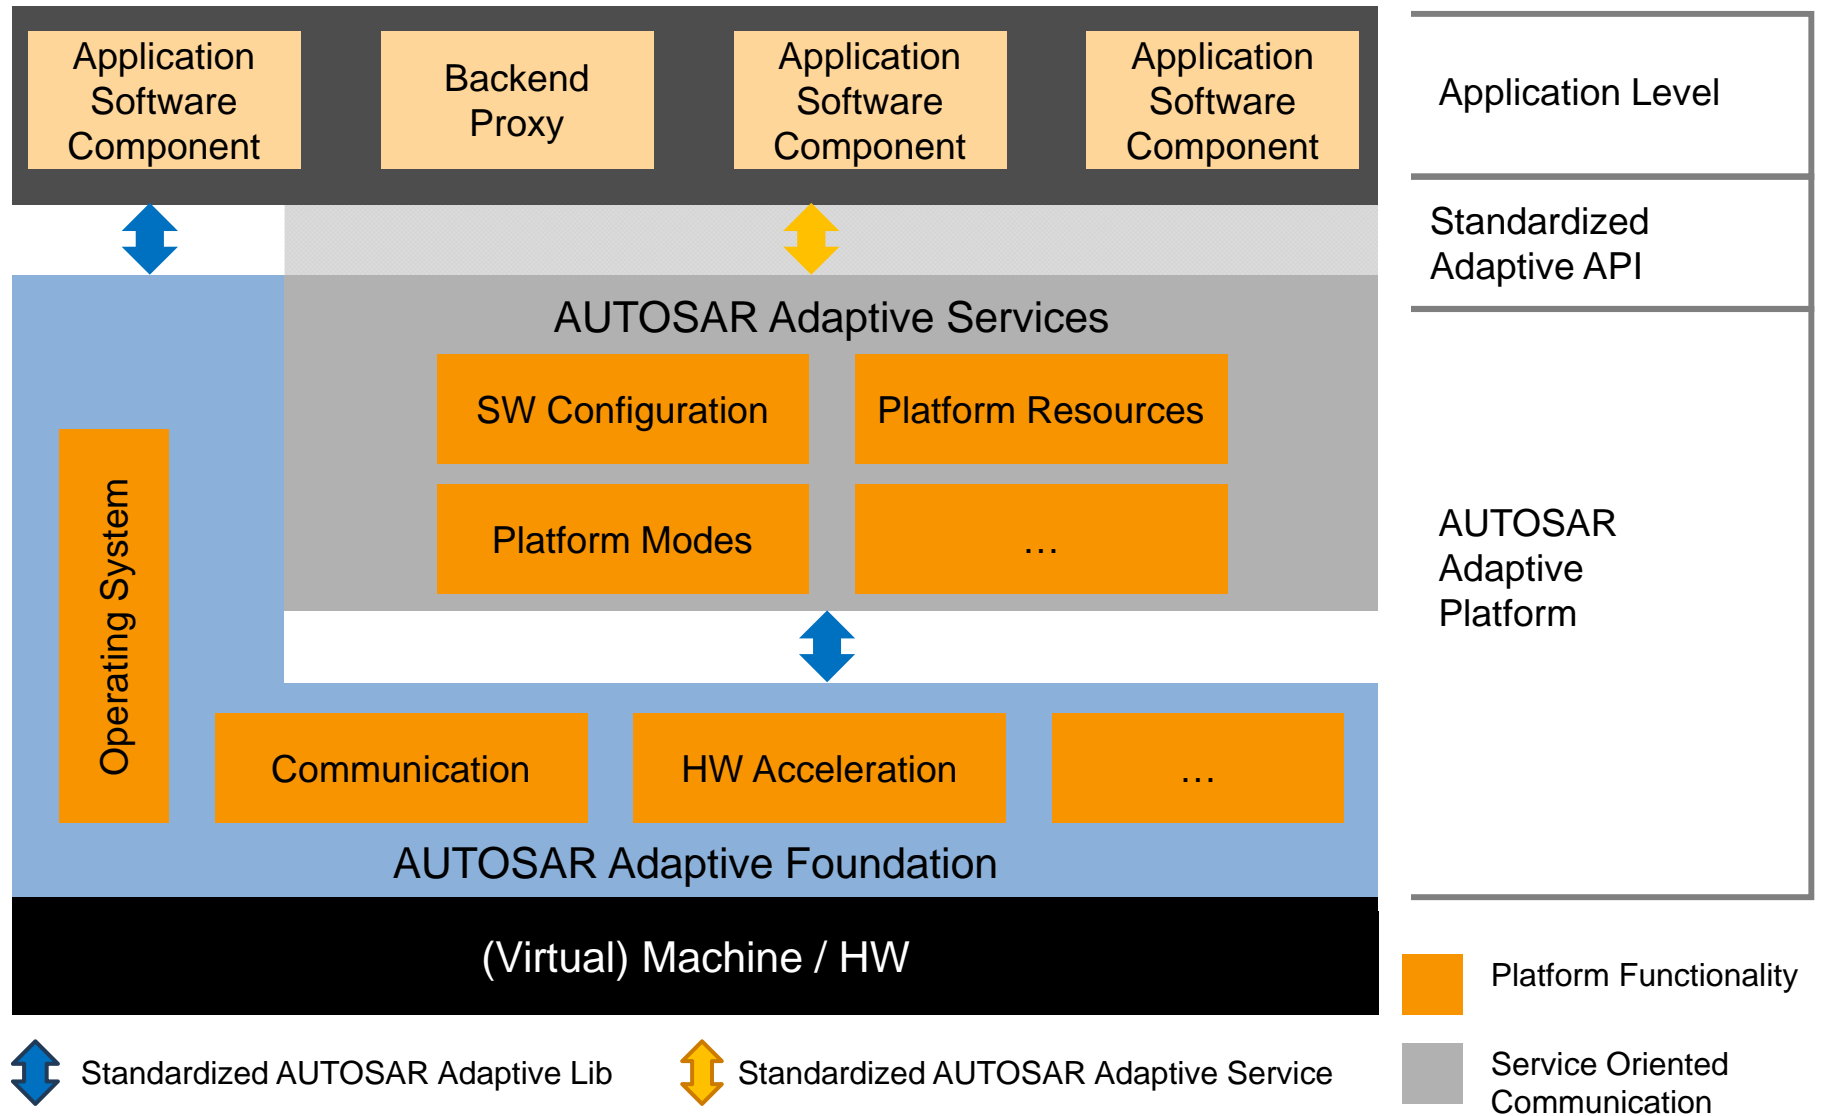 Application
Software
Component
Backend
Proxy
Application
Software
Component
Application
Software
Component
Application Level
Standardized
Adaptive API
AUTOSAR Adaptive Services
SW Configuration
Platform Resources
Platform Modes
…
Operating System
AUTOSAR
Adaptive
Platform
Communication
HW Acceleration
…
AUTOSAR Adaptive Foundation
(Virtual) Machine / HW
Platform Functionality
Standardized AUTOSAR Adaptive Lib
Standardized AUTOSAR Adaptive Service
Service Oriented
Communication